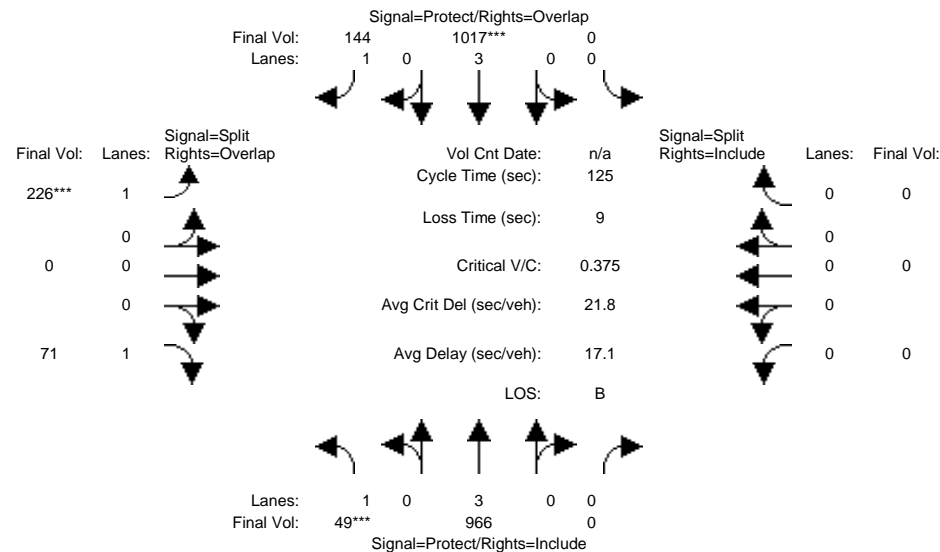 Signal=Protect/Rights=Overlap
Final Vol: 144 1017*** 0
Lanes: 1 0 3 0 0
Signal=Split Signal=Split
Final Vol: Lanes: Rights=Overlap Vol Cnt Date: n/a Rights=Include Lanes: Final Vol:
Cycle Time (sec): 125
226*** 1 0 0
Loss Time (sec): 9
0 0
0 0 Critical V/C: 0.375 0 0
0 Avg Crit Del (sec/veh): 21.8 0
71 1 Avg Delay (sec/veh): 17.1 0 0
LOS: B
Lanes: 1 0 3 0 0
Final Vol: 49*** 966 0
Signal=Protect/Rights=Include